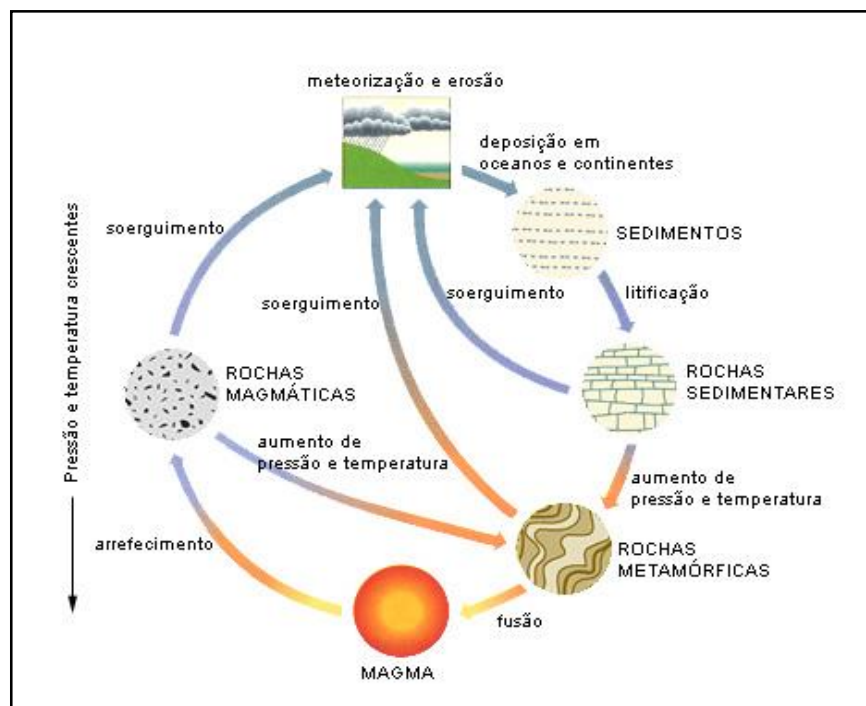 meteorização e erosão
deposição em
oceanos e continentes
SEDIMENTOS
litificação
soerguimento
soerguimento
soerguimento
ROCHAS
MAGMÁTICAS
ROCHAS
SEDIMENTARES
aumento de
pressão e temperatura
aumento de
pressão e temperatura
ROCHAS
METAMÓRFICAS
arrefecimento
fusão
MAGMA
Pressão e temperatura crescentes